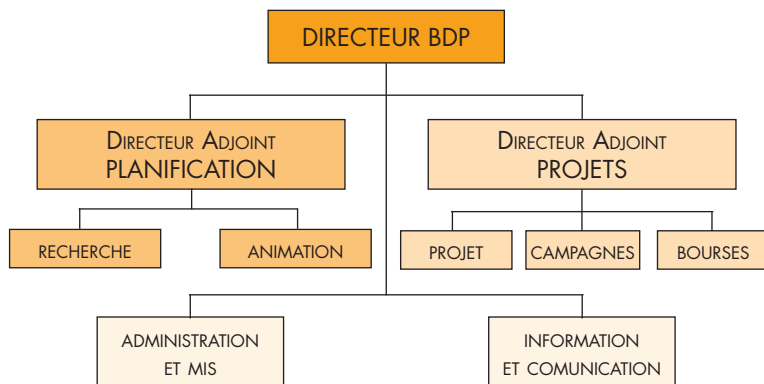 DIRECTEUR BDP
DIRECTEUR ADJOINT
PLANIFICATION
DIRECTEUR ADJOINT
PROJETS
RECHERCHE
ANIMATION
PROJET
CAMPAGNES
BOURSES
ADMINISTRATION
ET MIS
INFORMATION
ET COMUNICATION